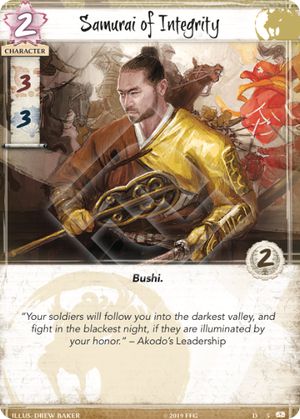 2
Samurai of Integrity
CHARACTER
3
3
2
Bushi.
"Your soldiers will follow you into the darkest valley, and
fight in the blackest night, if they are illuminated by
your honor." – Akodo's Leadership
ILLUS: DREW BAKER
© 2019 FFG
D
5